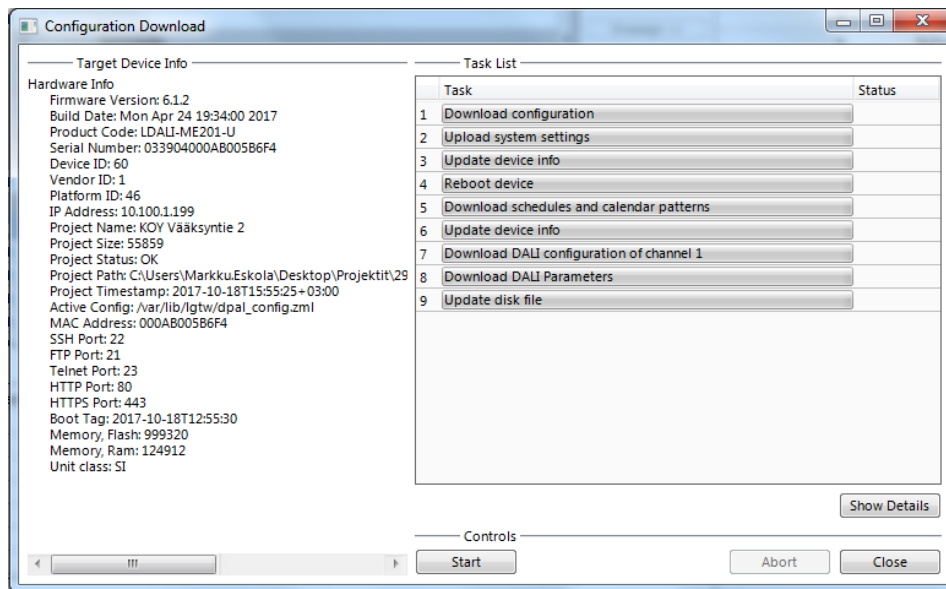 Configuration Download
Target Device Info
Hardware Info
Firmware Version: 6.1.2
Build Date: Mon Apr 24 19:34:00 2017
Product Code: LDALI-ME201-U
Serial Number: 033904000AB005B6F4
Device ID: 60
Vendor ID: 1
Platform ID: 46
IP Address: 10.100.1.199
Project Name: KOY Vääksyntie 2
Project Size: 55859
Project Status: OK
Project Path: C:\Users\Markku.Eskola\Desktop\Projektit\29
Project Timestamp: 2017-10-18T15:55:25+03:00
Active Config: /var/lib/lgtw/dpal_config.zml
MAC Address: 000AB005B6F4
SSH Port: 22
FTP Port: 21
Telnet Port: 23
HTTP Port: 80
HTTPS Port: 443
Boot Tag: 2017-10-18T12:55:30
Memory, Flash: 999320
Memory, Ram: 124912
Unit class: SI
Task List
Task Status
1 Download configuration
2 Upload system settings
3 Update device info
4 Reboot device
5 Download schedules and calendar patterns
6 Update device info
7 Download DALI configuration of channel 1
8 Download DALI Parameters
9 Update disk file
Show Details
Controls
Start Abort Close